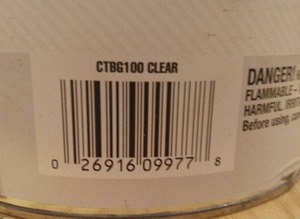 CTBG100 CLEAR
DANGER!
FLAMMABLE –
HARMFUL.
Before using,
0 26916 09977 8